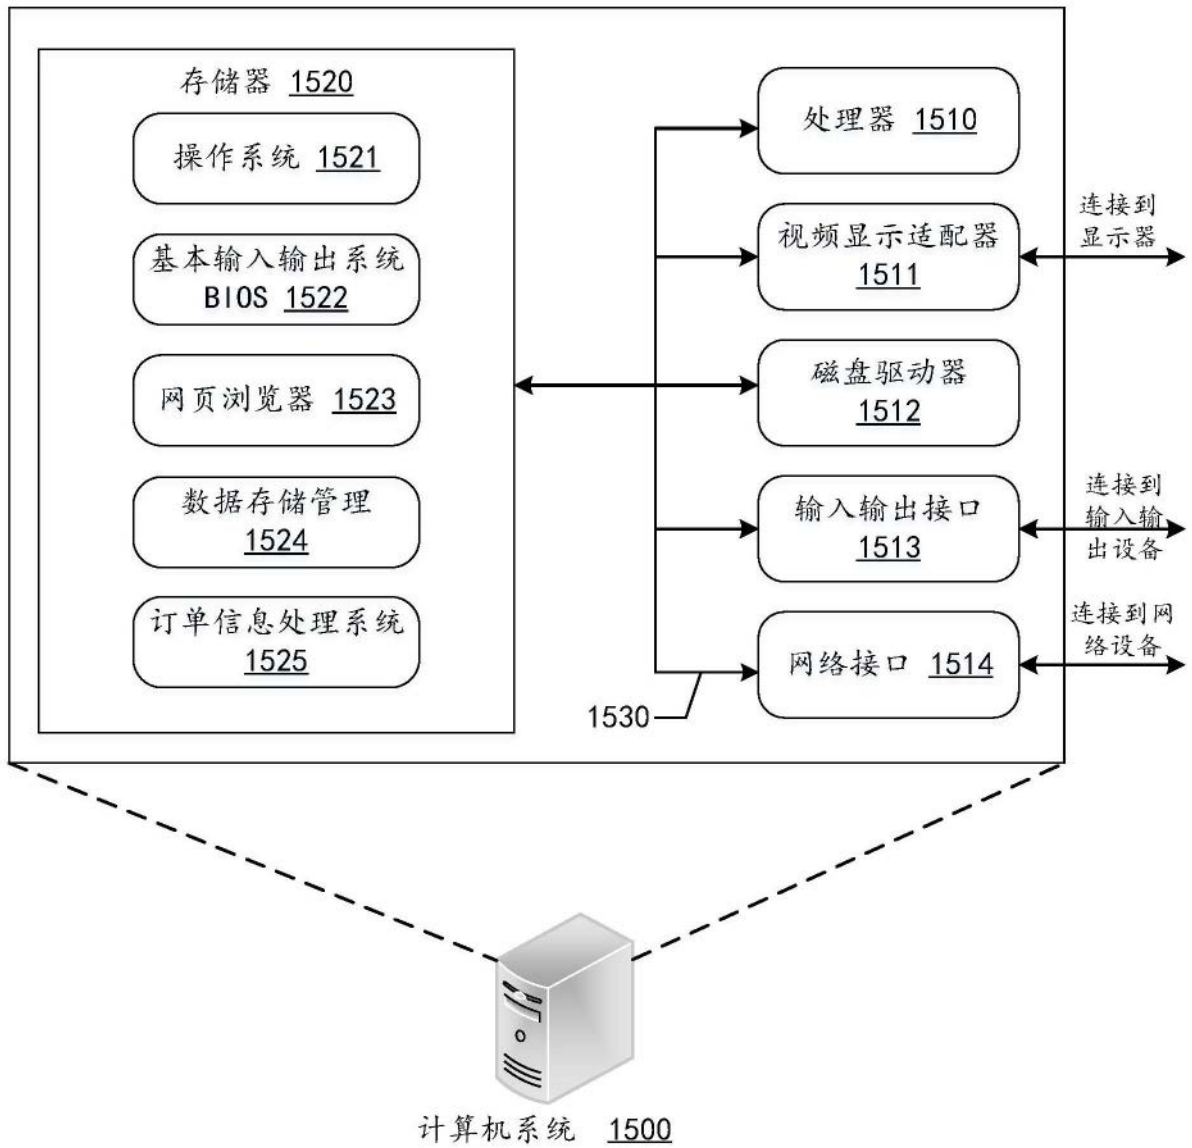 存储器 1520
操作系统 1521
基本输入输出系统
BIOS 1522
网页浏览器 1523
数据存储管理
1524
订单信息处理系统
1525
处理器 1510
视频显示适配器
1511
磁盘驱动器
1512
输入输出接口
1513
网络接口 1514
1530
连接到
显示器
连接到
输入输
出设备
连接到网
络设备
计算机系统 1500